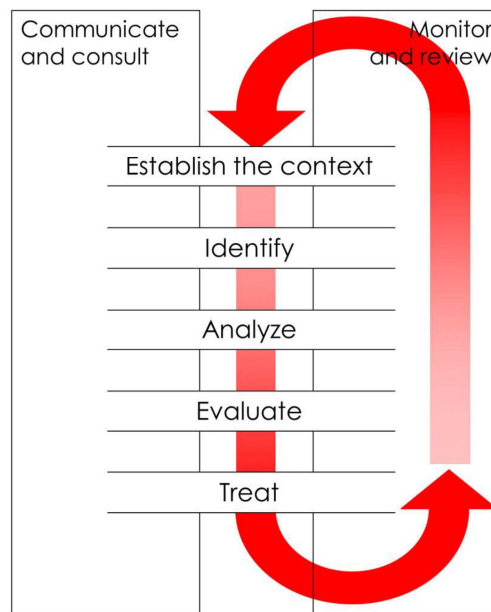 Communicate
and consult
Monitor
and review
Establish the context
Identify
Analyze
Evaluate
Treat